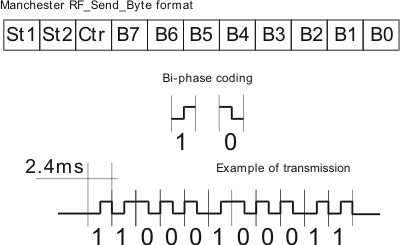 Manchester RF_Send_Byte format
St1 St2 Ctr B7 B6 B5 B4 B3 B2 B1 B0
Bi-phase coding
1 0
2.4ms Example of transmission
1 1 0 0 0 1 0 0 0 1 1